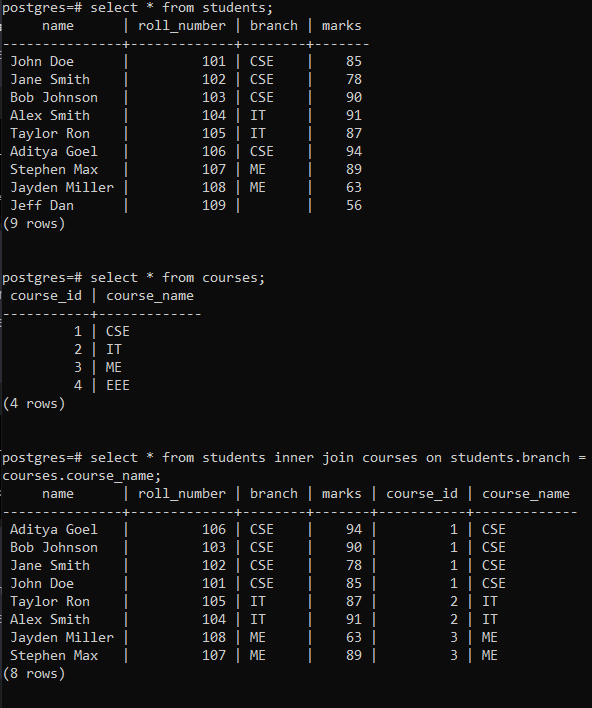 postgres=# select * from students;
     name      | roll_number | branch | marks
---------------+-------------+--------+-------
 John Doe      |         101 | CSE    |    85
 Jane Smith    |         102 | CSE    |    78
 Bob Johnson   |         103 | CSE    |    90
 Alex Smith    |         104 | IT     |    91
 Taylor Ron    |         105 | IT     |    87
 Aditya Goel   |         106 | CSE    |    94
 Stephen Max   |         107 | ME     |    89
 Jayden Miller |         108 | ME     |    63
 Jeff Dan      |         109 |        |    56
(9 rows)
postgres=# select * from courses;
 course_id | course_name
-----------+-------------
         1 | CSE
         2 | IT
         3 | ME
         4 | EEE
(4 rows)
postgres=# select * from students inner join courses on students.branch =
courses.course_name;
     name      | roll_number | branch | marks | course_id | course_name
---------------+-------------+--------+-------+-----------+-------------
 Aditya Goel   |         106 | CSE    |    94 |         1 | CSE
 Bob Johnson   |         103 | CSE    |    90 |         1 | CSE
 Jane Smith    |         102 | CSE    |    78 |         1 | CSE
 John Doe      |         101 | CSE    |    85 |         1 | CSE
 Taylor Ron    |         105 | IT     |    87 |         2 | IT
 Alex Smith    |         104 | IT     |    91 |         2 | IT
 Jayden Miller |         108 | ME     |    63 |         3 | ME
 Stephen Max   |         107 | ME     |    89 |         3 | ME
(8 rows)